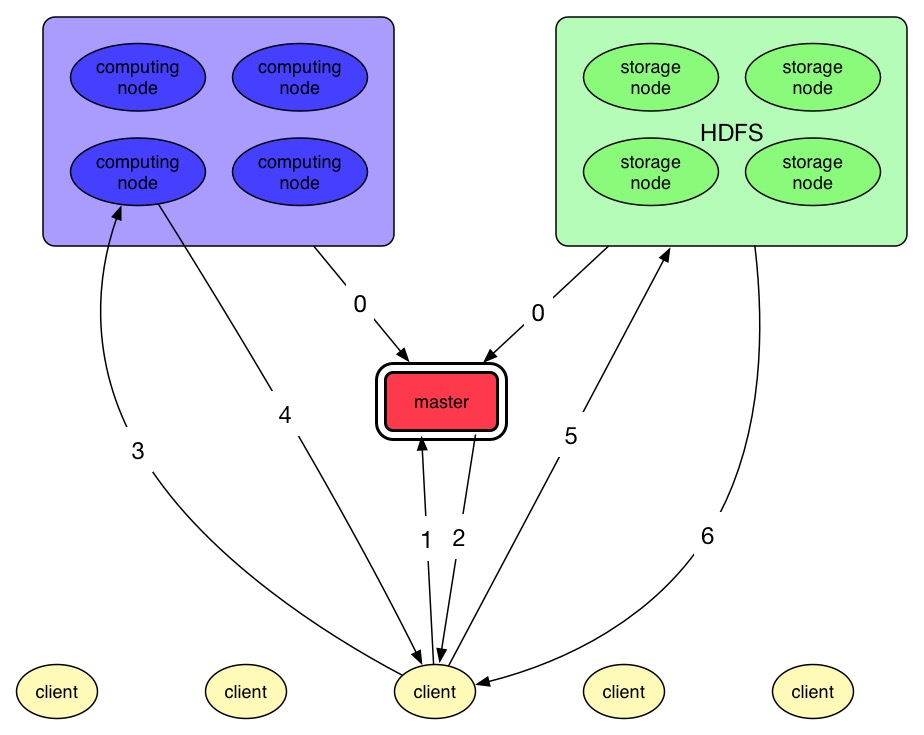 computing
node
computing
node
storage
node
storage
node
HDFS
computing
node
computing
node
storage
node
storage
node
0
0
master
4
5
3
1
2
6
client
client
client
client
client